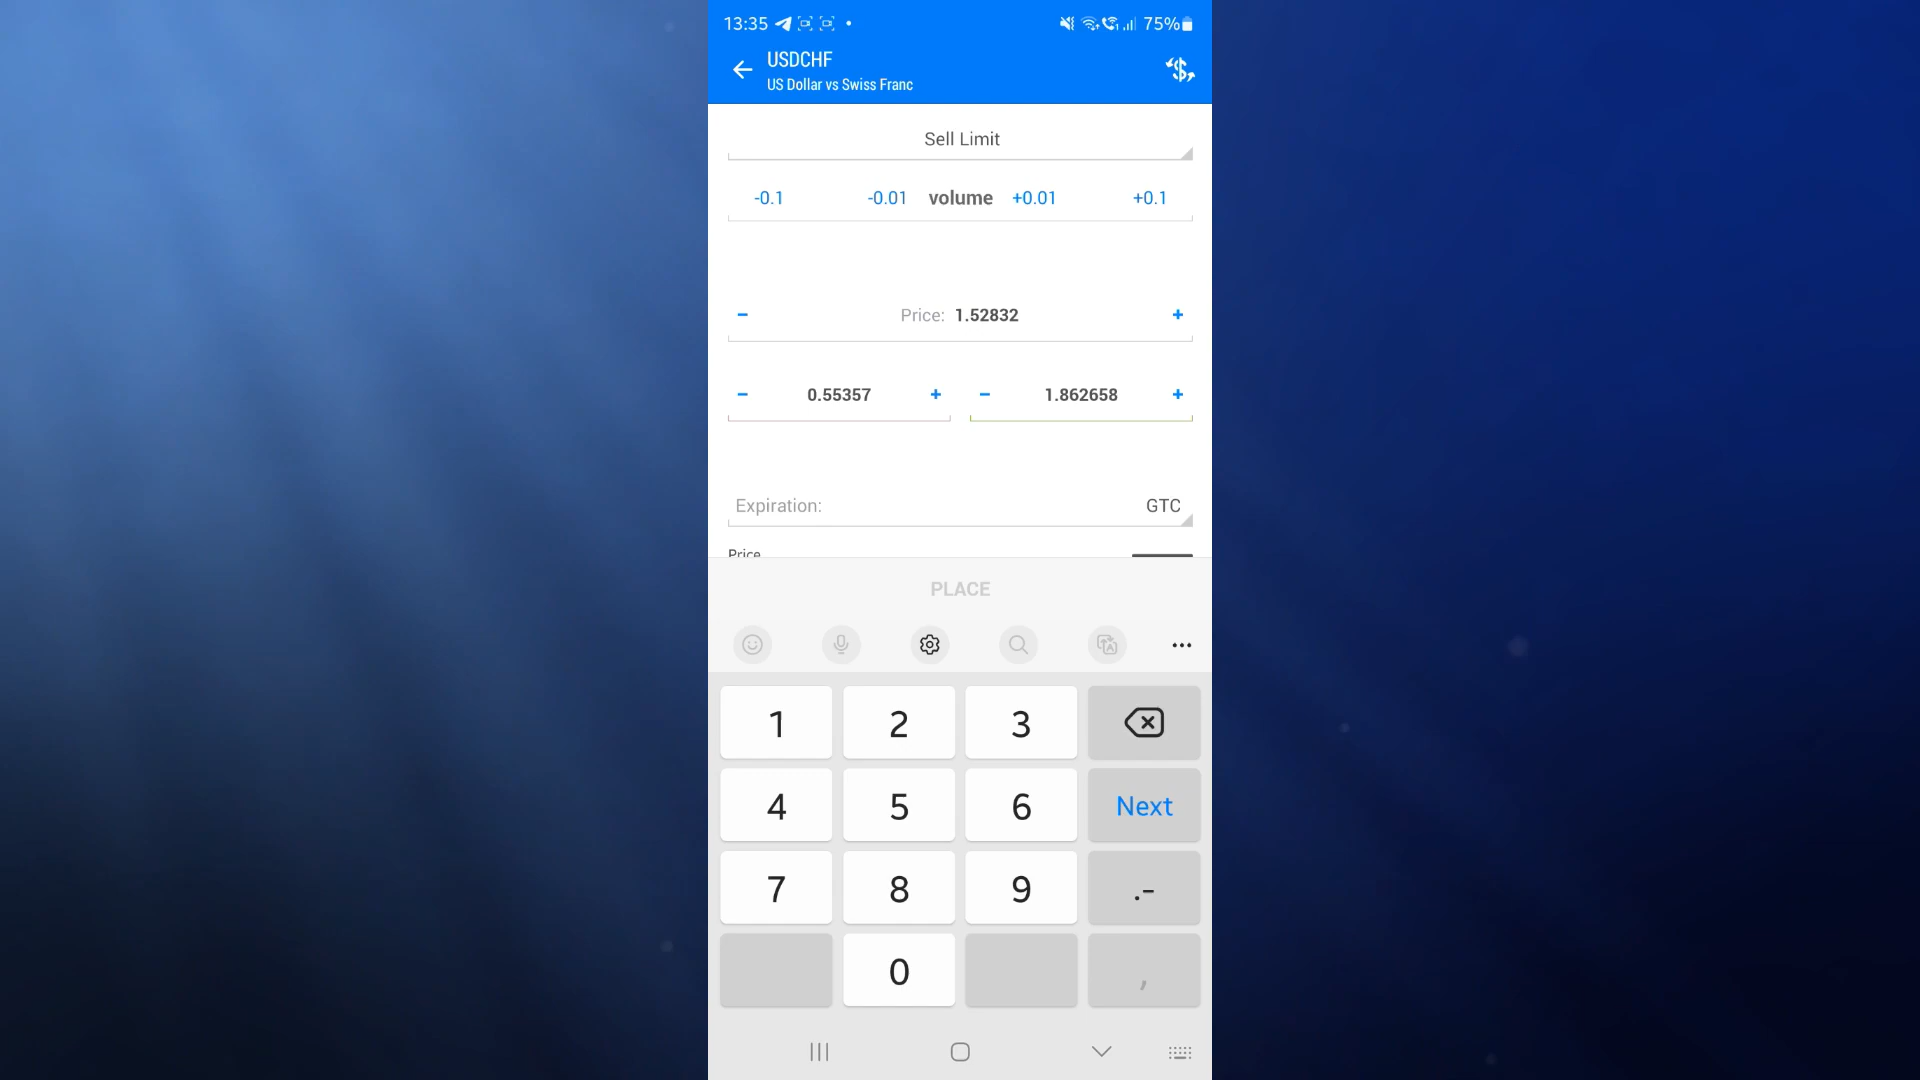 13:35 75%
USDCHF
US Dollar vs Swiss Franc
Sell Limit
-0.1 -0.01 volume +0.01 +0.1
- Price: 1.52832 +
- 0.55357 + - 1.862658 +
Expiration: GTC
Price
PLACE
1 2 3
4 5 6 Next
7 8 9 .-
0 ,